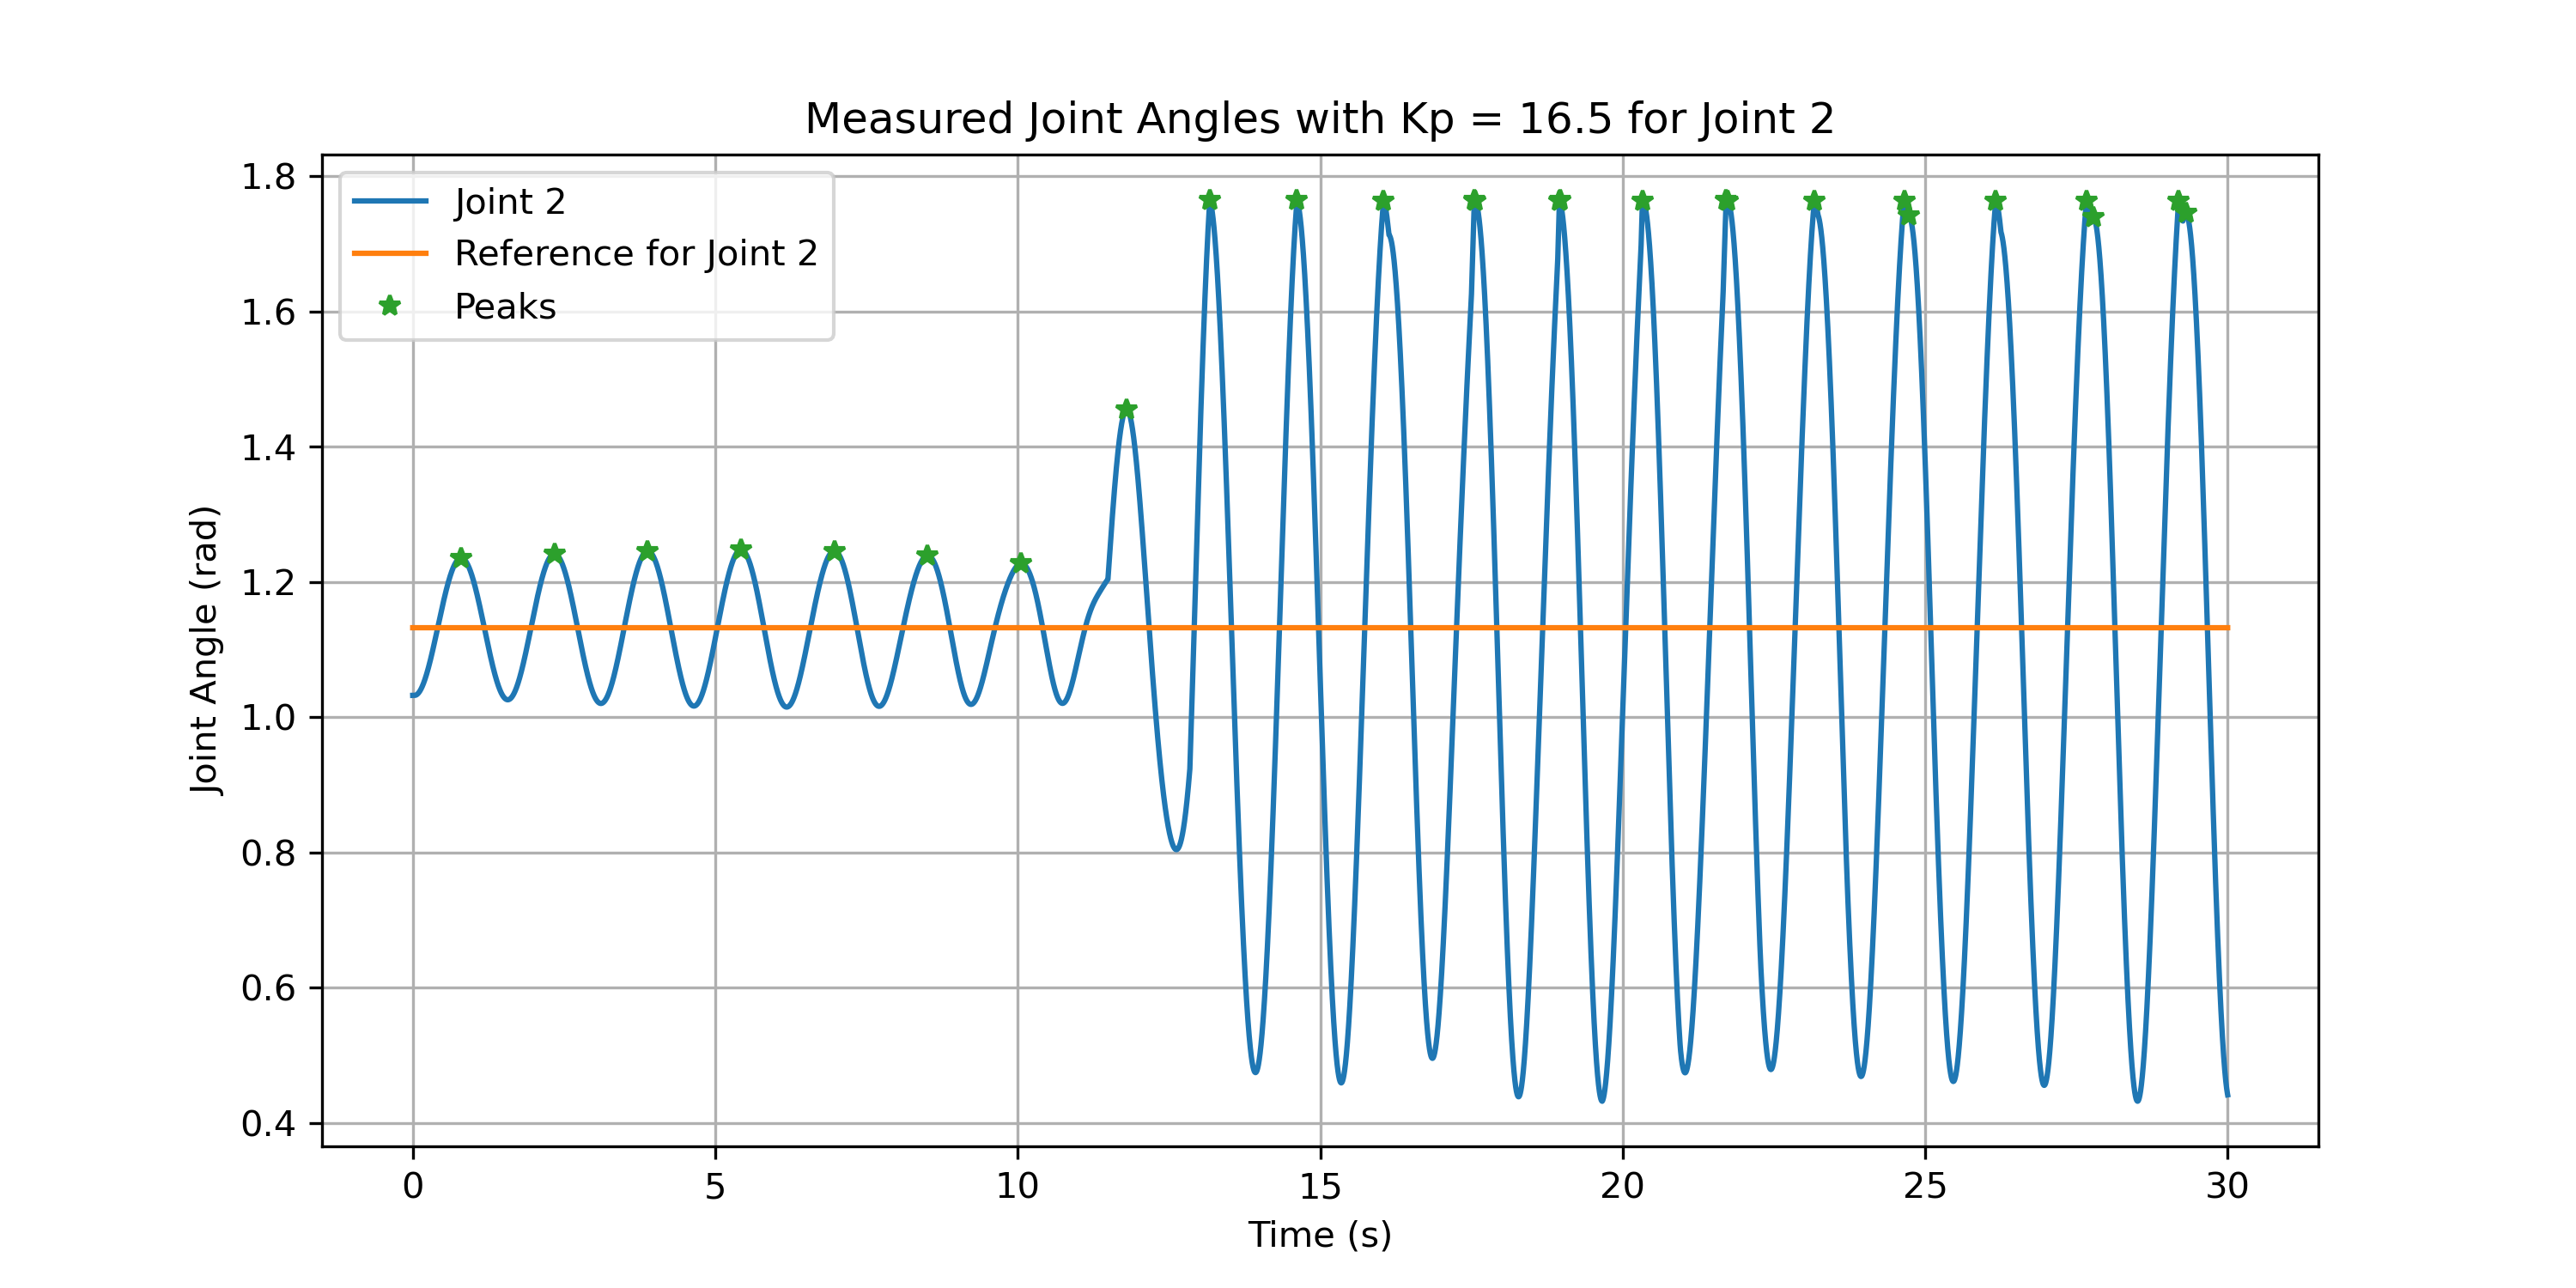 Measured Joint Angles with Kp = 16.5 for Joint 2
Joint 2
Reference for Joint 2
Peaks
Joint Angle (rad)
1.8
1.6
1.4
1.2
1.0
0.8
0.6
0.4
0 5 10 15 20 25 30
Time (s)